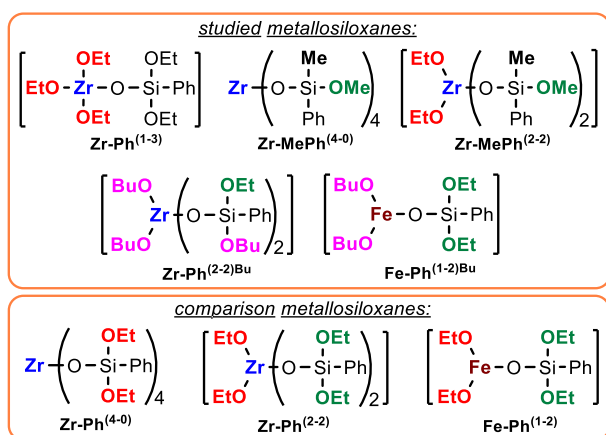 studied metallosiloxanes:
OEt OEt Me EtO Me
EtO Zr O Si Ph Zr O Si OMe Zr O Si OMe
OEt OEt Ph 4 EtO Ph 2
Zr-Ph(1-3) Zr-MePh(4-0) Zr-MePh(2-2)
BuO OEt BuO OEt
Zr O Si Ph Fe O Si Ph
BuO OBu 2 BuO OEt
Zr-Ph(2-2)Bu Fe-Ph(1-2)Bu
comparison metallosiloxanes:
OEt EtO OEt EtO OEt
Zr O Si Ph Zr O Si Ph Fe O Si Ph
OEt 4 EtO OEt 2 EtO OEt
Zr-Ph(4-0) Zr-Ph(2-2) Fe-Ph(1-2)